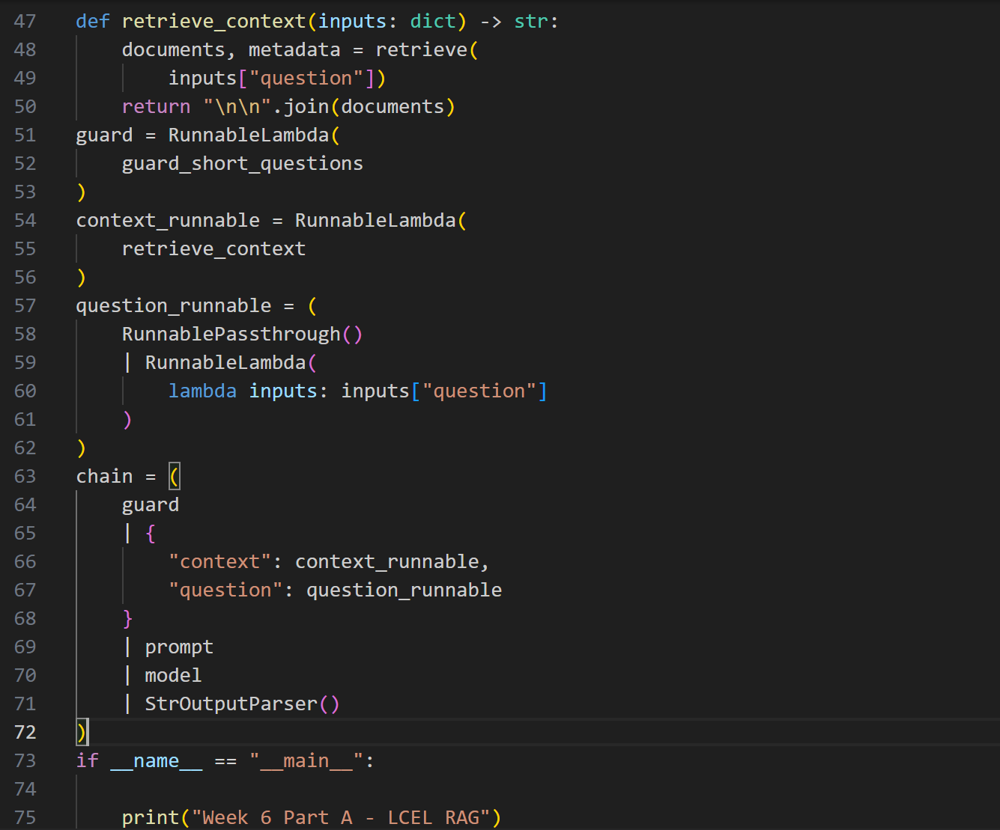 47 def retrieve_context(inputs: dict) -> str:
48     documents, metadata = retrieve(
49         inputs["question"])
50     return "\n\n".join(documents)
51 guard = RunnableLambda(
52     guard_short_questions
53 )
54 context_runnable = RunnableLambda(
55     retrieve_context
56 )
57 question_runnable = (
58     RunnablePassthrough()
59     | RunnableLambda(
60         lambda inputs: inputs["question"]
61     )
62 )
63 chain = (
64     guard
65     | {
66         "context": context_runnable,
67         "question": question_runnable
68     }
69     | prompt
70     | model
71     | StrOutputParser()
72 )
73 if __name__ == "__main__":
74
75     print("Week 6 Part A - LCEL RAG")